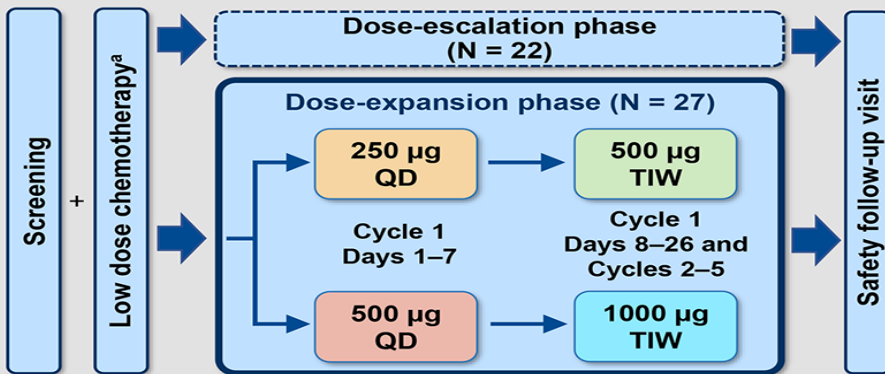 Screening
+
Low dose chemotherapyᵃ
Dose-escalation phase
(N = 22)
Dose-expansion phase (N = 27)
250 µg
QD
500 µg
TIW
Cycle 1
Days 1–7
Cycle 1
Days 8–26 and
Cycles 2–5
500 µg
QD
1000 µg
TIW
Safety follow-up visit